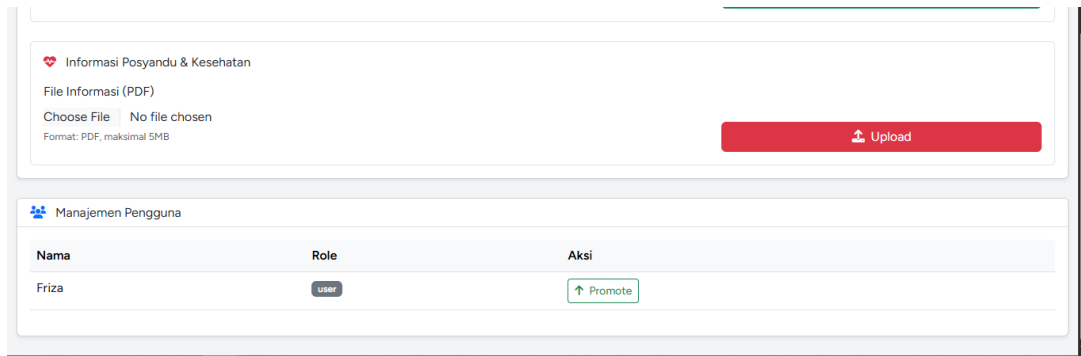 Informasi Posyandu & Kesehatan
File Informasi (PDF)
Choose File No file chosen
Format: PDF, maksimal 5MB
Upload
Manajemen Pengguna
Nama Role Aksi
Friza user Promote